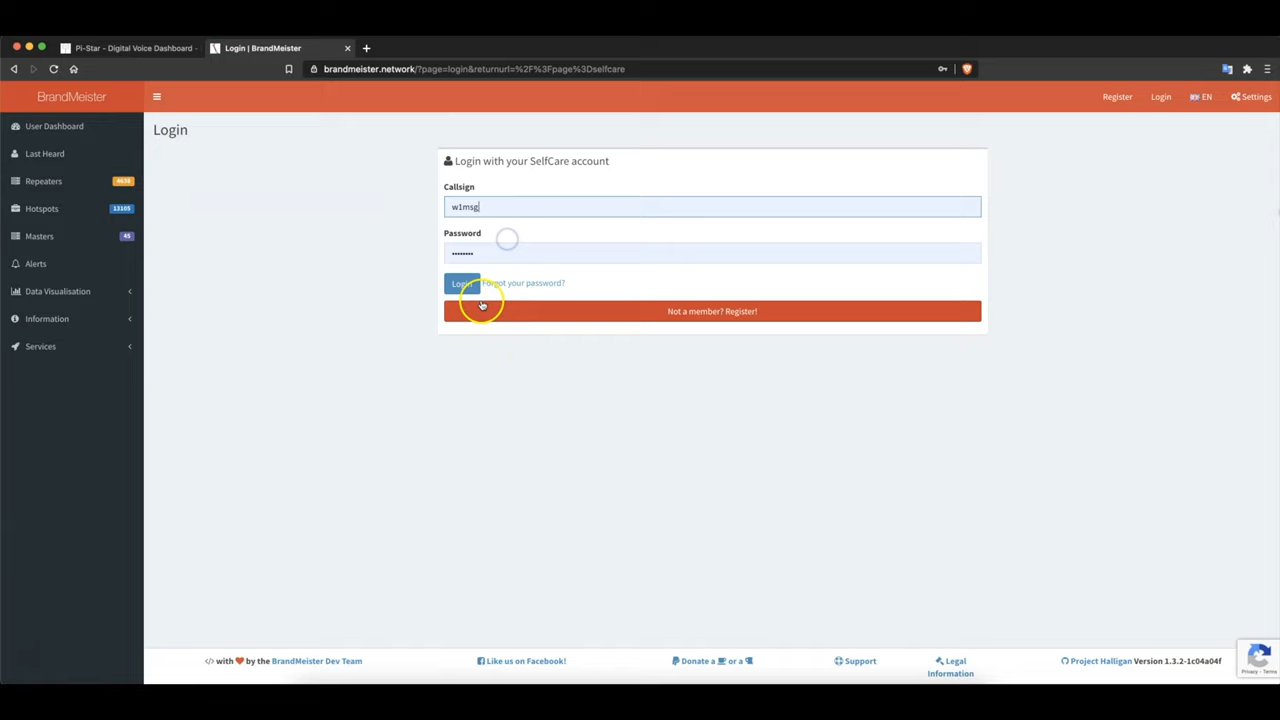 Pi-Star - Digital Voice Dashboard -
Login | BrandMeister
brandmeister.network/?page=login&returnurl=%2F%3Fpage%3Dselfcare
BrandMeister
Register
Login
EN
Settings
User Dashboard
Last Heard
Repeaters 4638
Hotspots 13105
Masters 45
Alerts
Data Visualisation
Information
Services
Login
Login with your SelfCare account
Callsign
w1msg
Password
••••••••
Login Forgot your password?
Not a member? Register!
</> with ❤ by the BrandMeister Dev Team
Like us on Facebook!
Donate a or a
Support
Legal
Information
Project Halligan Version 1.3.2-1c04a04f
Privacy - Terms